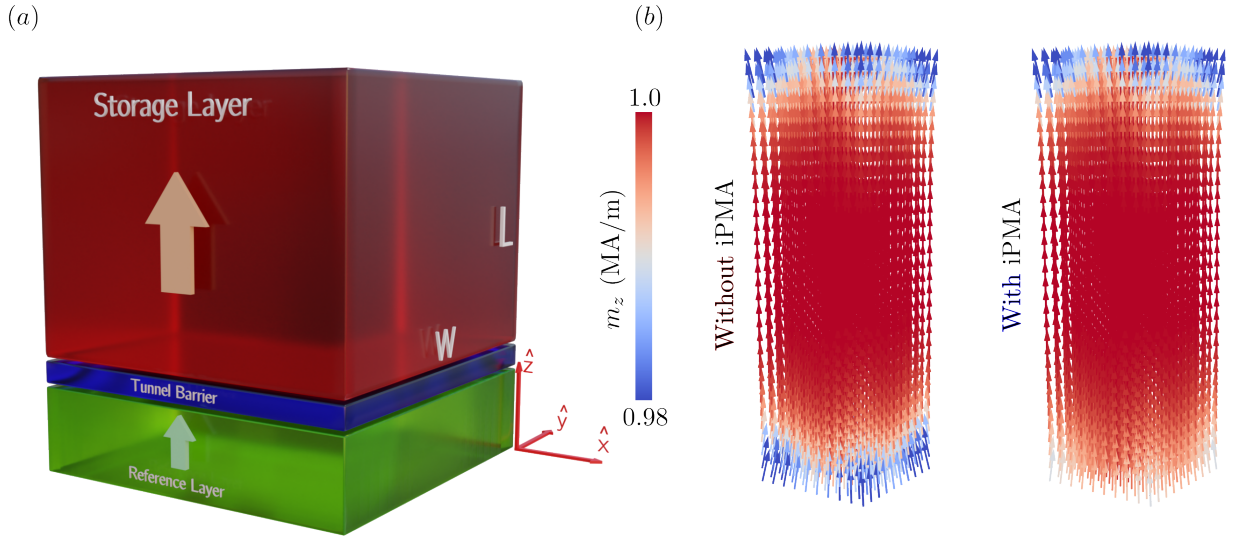 (a)
(b)
Storage Layer
L
W
Tunnel Barrier
Reference Layer
ẑ
ŷ
x̂
1.0
m_z (MA/m)
0.98
Without iPMA
With iPMA